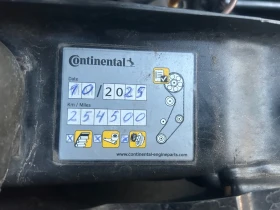 Continental
Date
10/2025
Km / Miles
254500
www.continental-engineparts.com